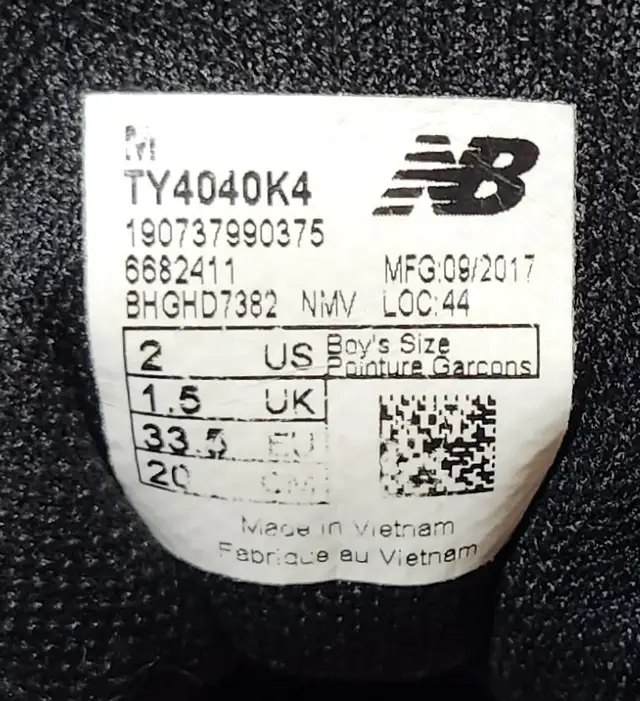 M
TY4040K4
NB
190737990375
6682411 MFG:09/2017
BHGHD7382 NMV LOC:44
2 US Boy's Size
Pointure Garcons
1.5 UK
33.5 EU
20 CM
Made in Vietnam
Fabrique au Vietnam